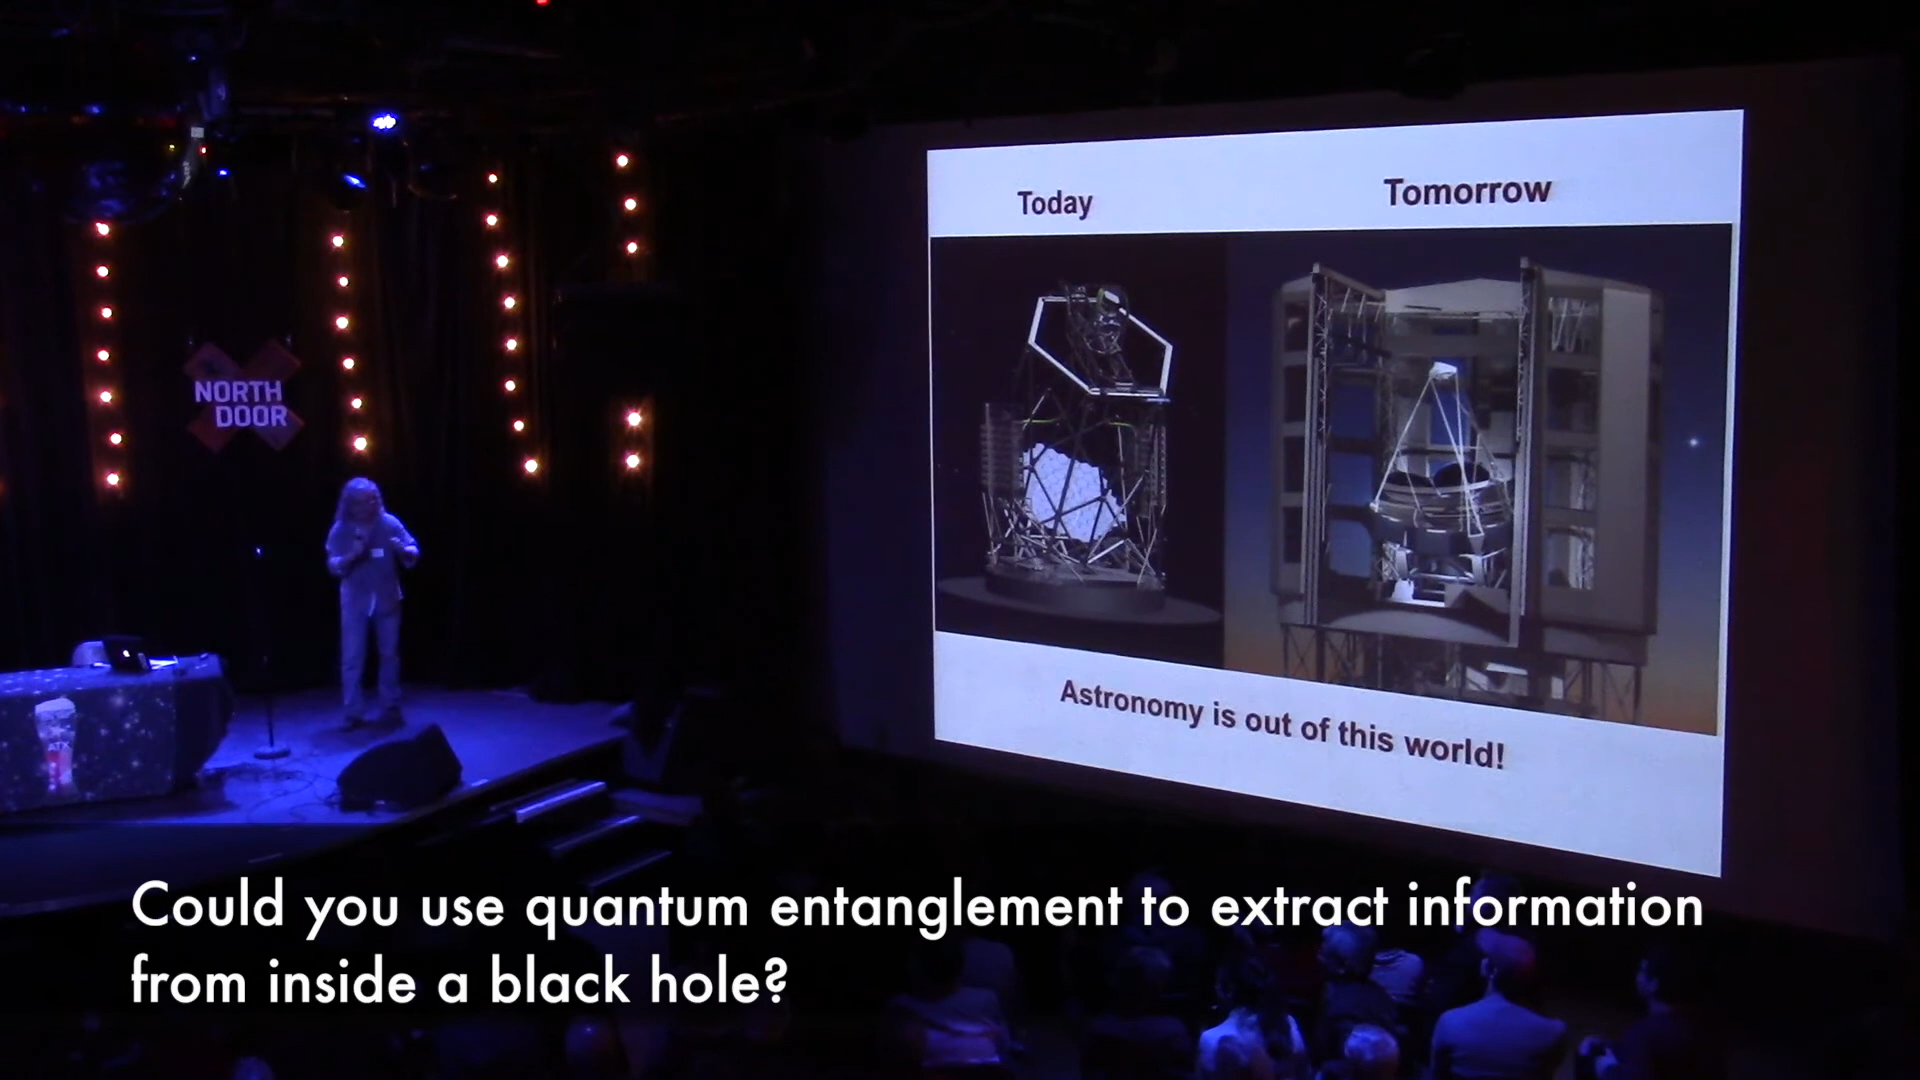 Today
Tomorrow
NORTH
DOOR
ATX
Astronomy is out of this world!
Could you use quantum entanglement to extract information
from inside a black hole?